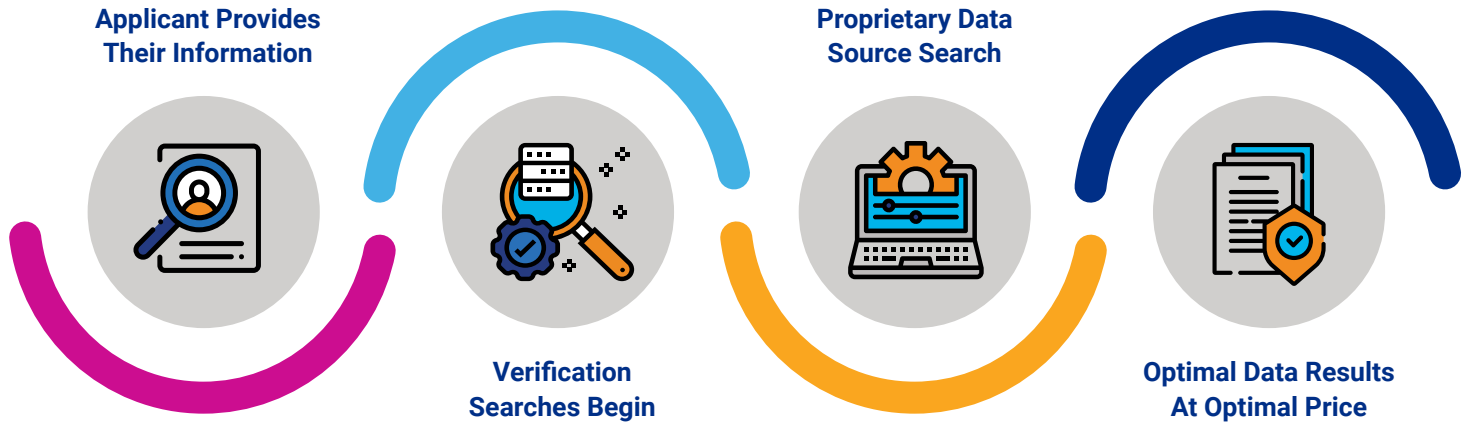 Applicant Provides
Their Information
Verification
Searches Begin
Proprietary Data
Source Search
Optimal Data Results
At Optimal Price